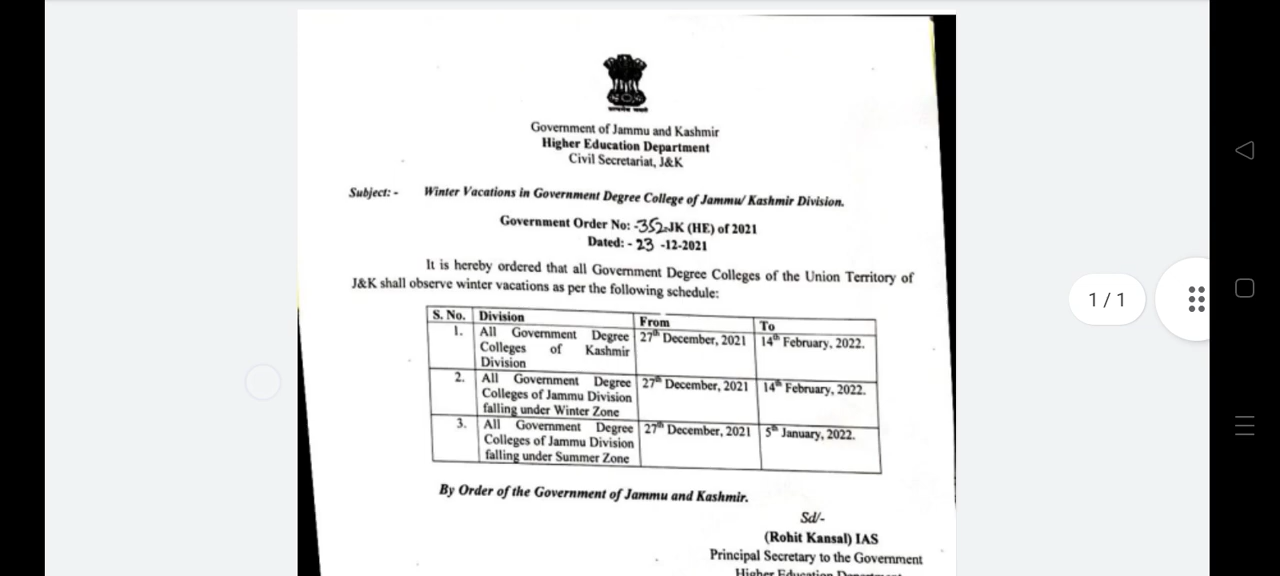 Government of Jammu and Kashmir
Higher Education Department
Civil Secretariat, J&K
Subject: - Winter Vacations in Government Degree College of Jammu/ Kashmir Division.
Government Order No: -352-JK (HE) of 2021
Dated: - 23 -12-2021
It is hereby ordered that all Government Degree Colleges of the Union Territory of
J&K shall observe winter vacations as per the following schedule:
S. No. Division From To
1. All Government Degree 27th December, 2021 14th February, 2022.
Colleges of Kashmir
Division
2. All Government Degree 27th December, 2021 14th February, 2022.
Colleges of Jammu Division
falling under Winter Zone
3. All Government Degree 27th December, 2021 5th January, 2022.
Colleges of Jammu Division
falling under Summer Zone
By Order of the Government of Jammu and Kashmir.
Sd/-
(Rohit Kansal) IAS
Principal Secretary to the Government
Higher Education Department
1 / 1